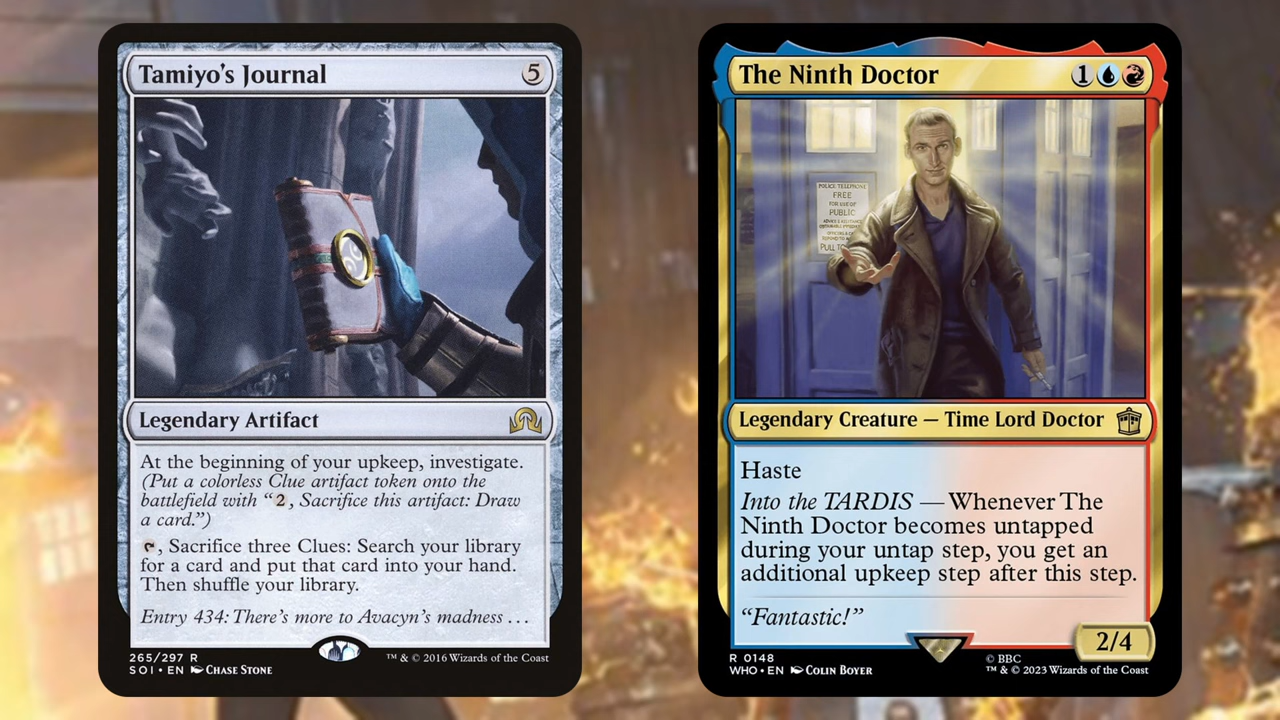 Tamiyo's Journal
5
Legendary Artifact
At the beginning of your upkeep, investigate.
(Put a colorless Clue artifact token onto the
battlefield with “2, Sacrifice this artifact: Draw
a card.”)
, Sacrifice three Clues: Search your library
for a card and put that card into your hand.
Then shuffle your library.
Entry 434: There's more to Avacyn's madness . . .
265/297 R
SOI • EN CHASE STONE
™ & © 2016 Wizards of the Coast
The Ninth Doctor
1
POLICE TELEPHONE
FREE
FOR USE OF
PUBLIC
PULL TO
Legendary Creature — Time Lord Doctor
Haste
Into the TARDIS — Whenever The
Ninth Doctor becomes untapped
during your untap step, you get an
additional upkeep step after this step.
“Fantastic!”
2/4
R 0148
WHO • EN COLIN BOYER
© BBC
™ & © 2023 Wizards of the Coast